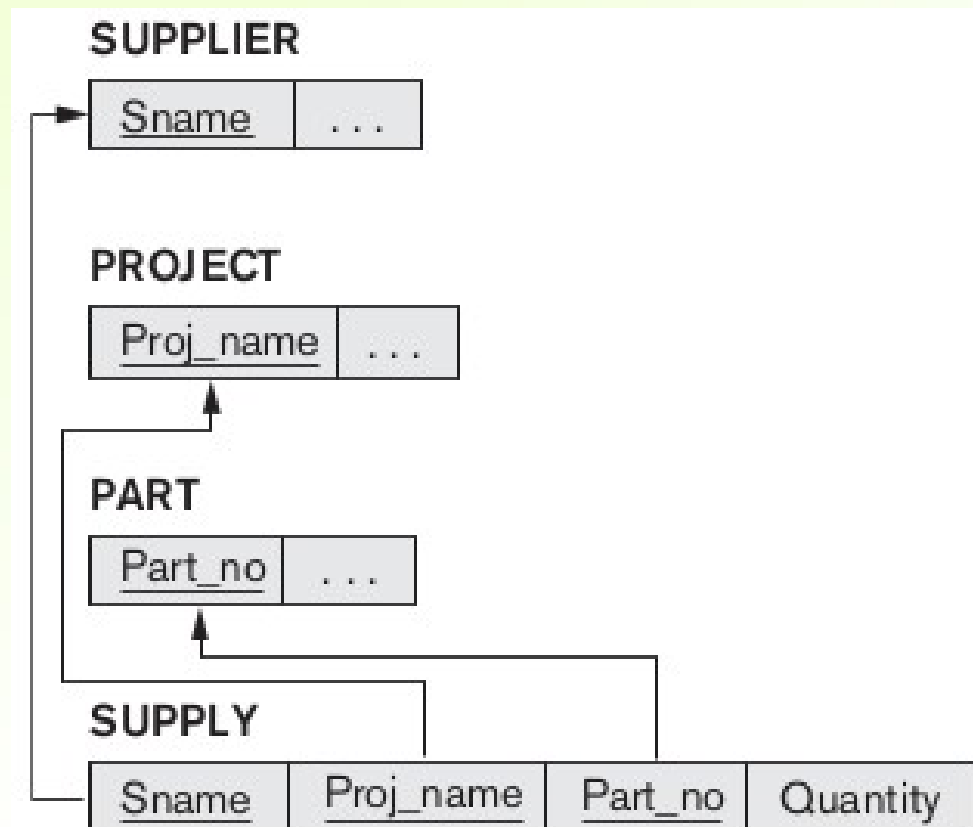 SUPPLIER
Sname ...
PROJECT
Proj_name ...
PART
Part_no ...
SUPPLY
Sname Proj_name Part_no Quantity